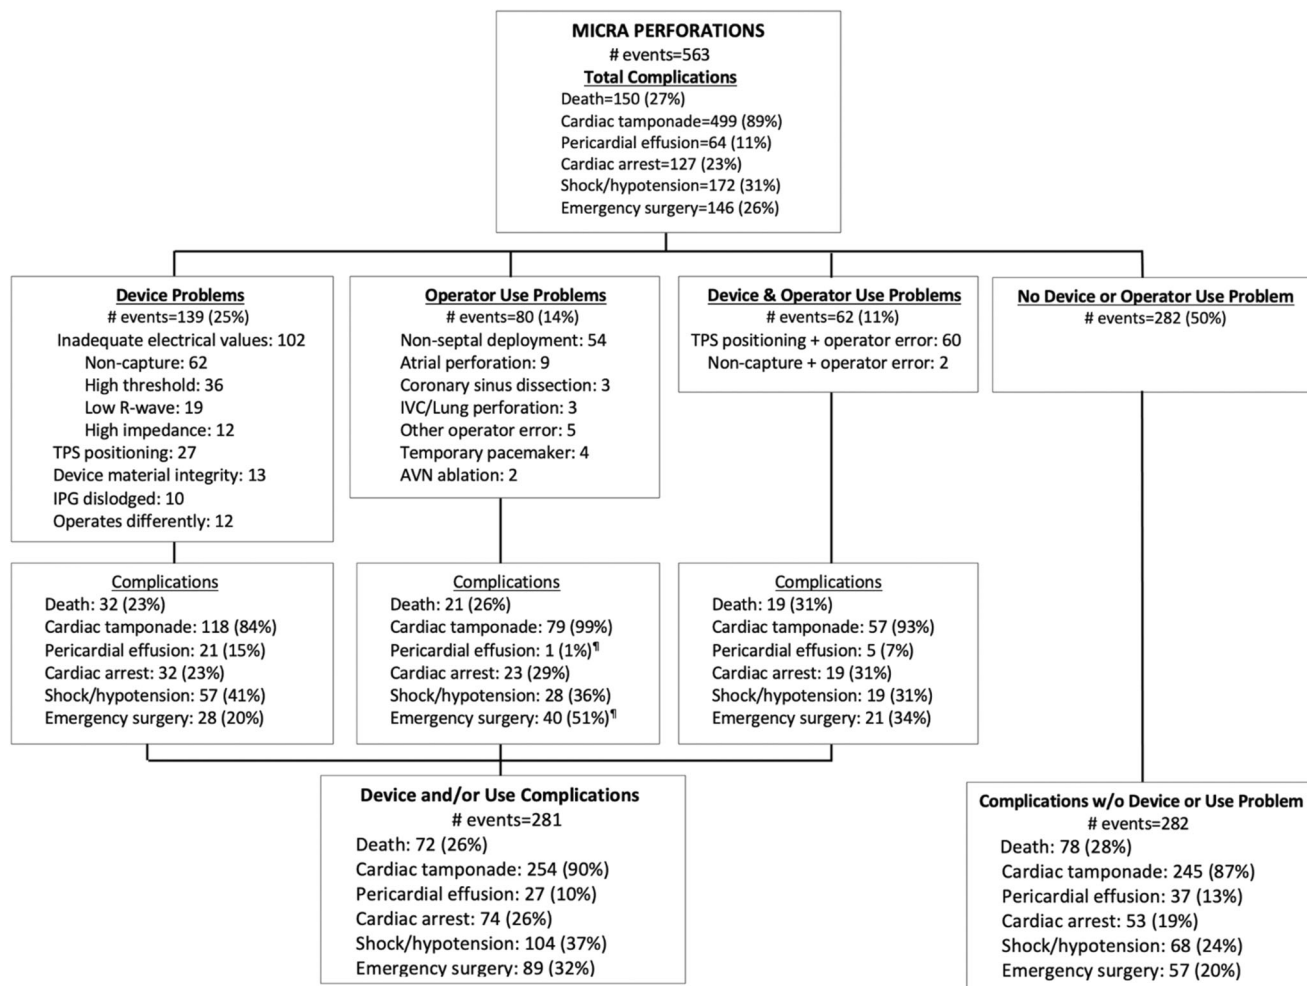 MICRA PERFORATIONS
# events=563
Total Complications
Death=150 (27%)
Cardiac tamponade=499 (89%)
Pericardial effusion=64 (11%)
Cardiac arrest=127 (23%)
Shock/hypotension=172 (31%)
Emergency surgery=146 (26%)
Device Problems
# events=139 (25%)
Inadequate electrical values: 102
Non-capture: 62
High threshold: 36
Low R-wave: 19
High impedance: 12
TPS positioning: 27
Device material integrity: 13
IPG dislodged: 10
Operates differently: 12
Operator Use Problems
# events=80 (14%)
Non-septal deployment: 54
Atrial perforation: 9
Coronary sinus dissection: 3
IVC/Lung perforation: 3
Other operator error: 5
Temporary pacemaker: 4
AVN ablation: 2
Device & Operator Use Problems
# events=62 (11%)
TPS positioning + operator error: 60
Non-capture + operator error: 2
No Device or Operator Use Problem
# events=282 (50%)
Complications
Death: 32 (23%)
Cardiac tamponade: 118 (84%)
Pericardial effusion: 21 (15%)
Cardiac arrest: 32 (23%)
Shock/hypotension: 57 (41%)
Emergency surgery: 28 (20%)
Complications
Death: 21 (26%)
Cardiac tamponade: 79 (99%)
Pericardial effusion: 1 (1%)¶
Cardiac arrest: 23 (29%)
Shock/hypotension: 28 (36%)
Emergency surgery: 40 (51%)¶
Complications
Death: 19 (31%)
Cardiac tamponade: 57 (93%)
Pericardial effusion: 5 (7%)
Cardiac arrest: 19 (31%)
Shock/hypotension: 19 (31%)
Emergency surgery: 21 (34%)
Device and/or Use Complications
# events=281
Death: 72 (26%)
Cardiac tamponade: 254 (90%)
Pericardial effusion: 27 (10%)
Cardiac arrest: 74 (26%)
Shock/hypotension: 104 (37%)
Emergency surgery: 89 (32%)
Complications w/o Device or Use Problem
# events=282
Death: 78 (28%)
Cardiac tamponade: 245 (87%)
Pericardial effusion: 37 (13%)
Cardiac arrest: 53 (19%)
Shock/hypotension: 68 (24%)
Emergency surgery: 57 (20%)